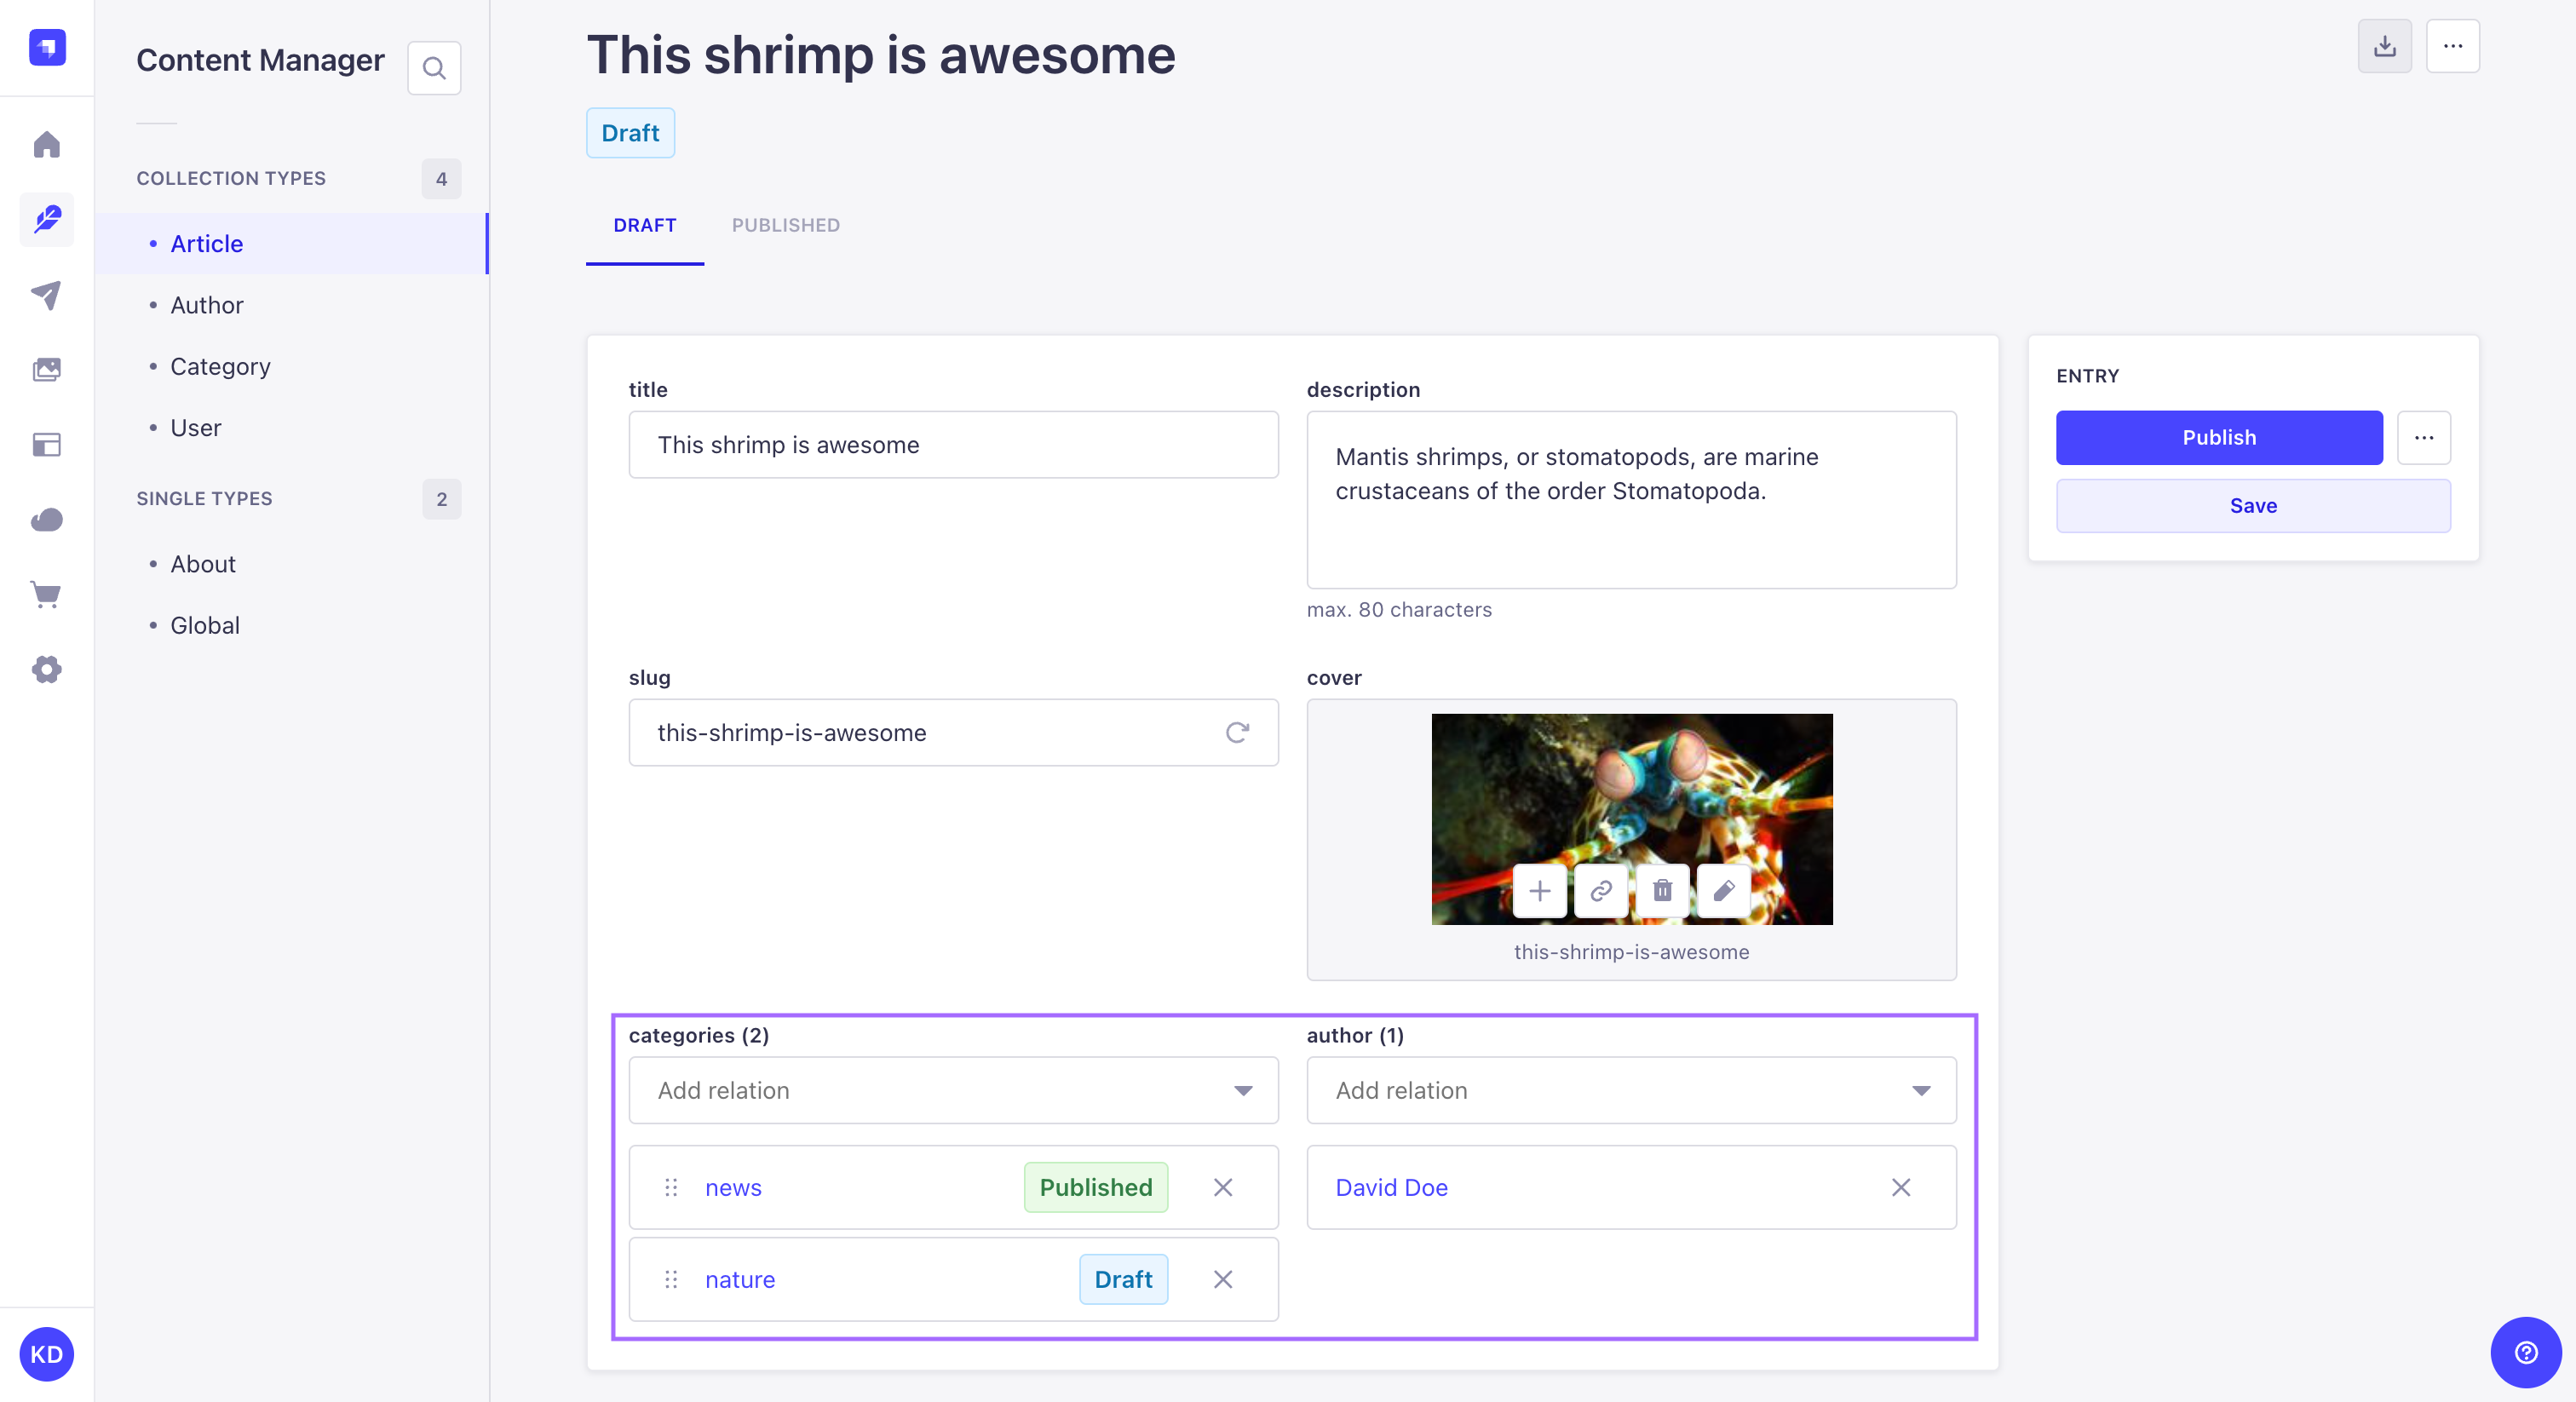 Content Manager
COLLECTION TYPES
4
Article
Author
Category
User
SINGLE TYPES
2
About
Global
KD
This shrimp is awesome
Draft
DRAFT
PUBLISHED
title
This shrimp is awesome
description
Mantis shrimps, or stomatopods, are marine
crustaceans of the order Stomatopoda.
max. 80 characters
slug
this-shrimp-is-awesome
cover
this-shrimp-is-awesome
categories (2)
Add relation
news
Published
nature
Draft
author (1)
Add relation
David Doe
ENTRY
Publish
Save